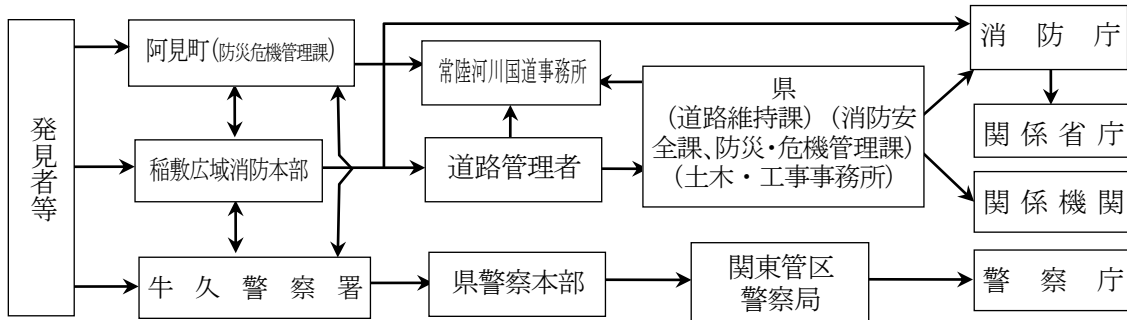 発見者等
阿見町(防災危機管理課)
稲敷広域消防本部
牛久警察署
常陸河川国道事務所
道路管理者
県警察本部
県
(道路維持課)(消防安
全課、防災・危機管理課)
(土木・工事事務所)
関東管区
警察局
消防庁
関係省庁
関係機関
警察庁